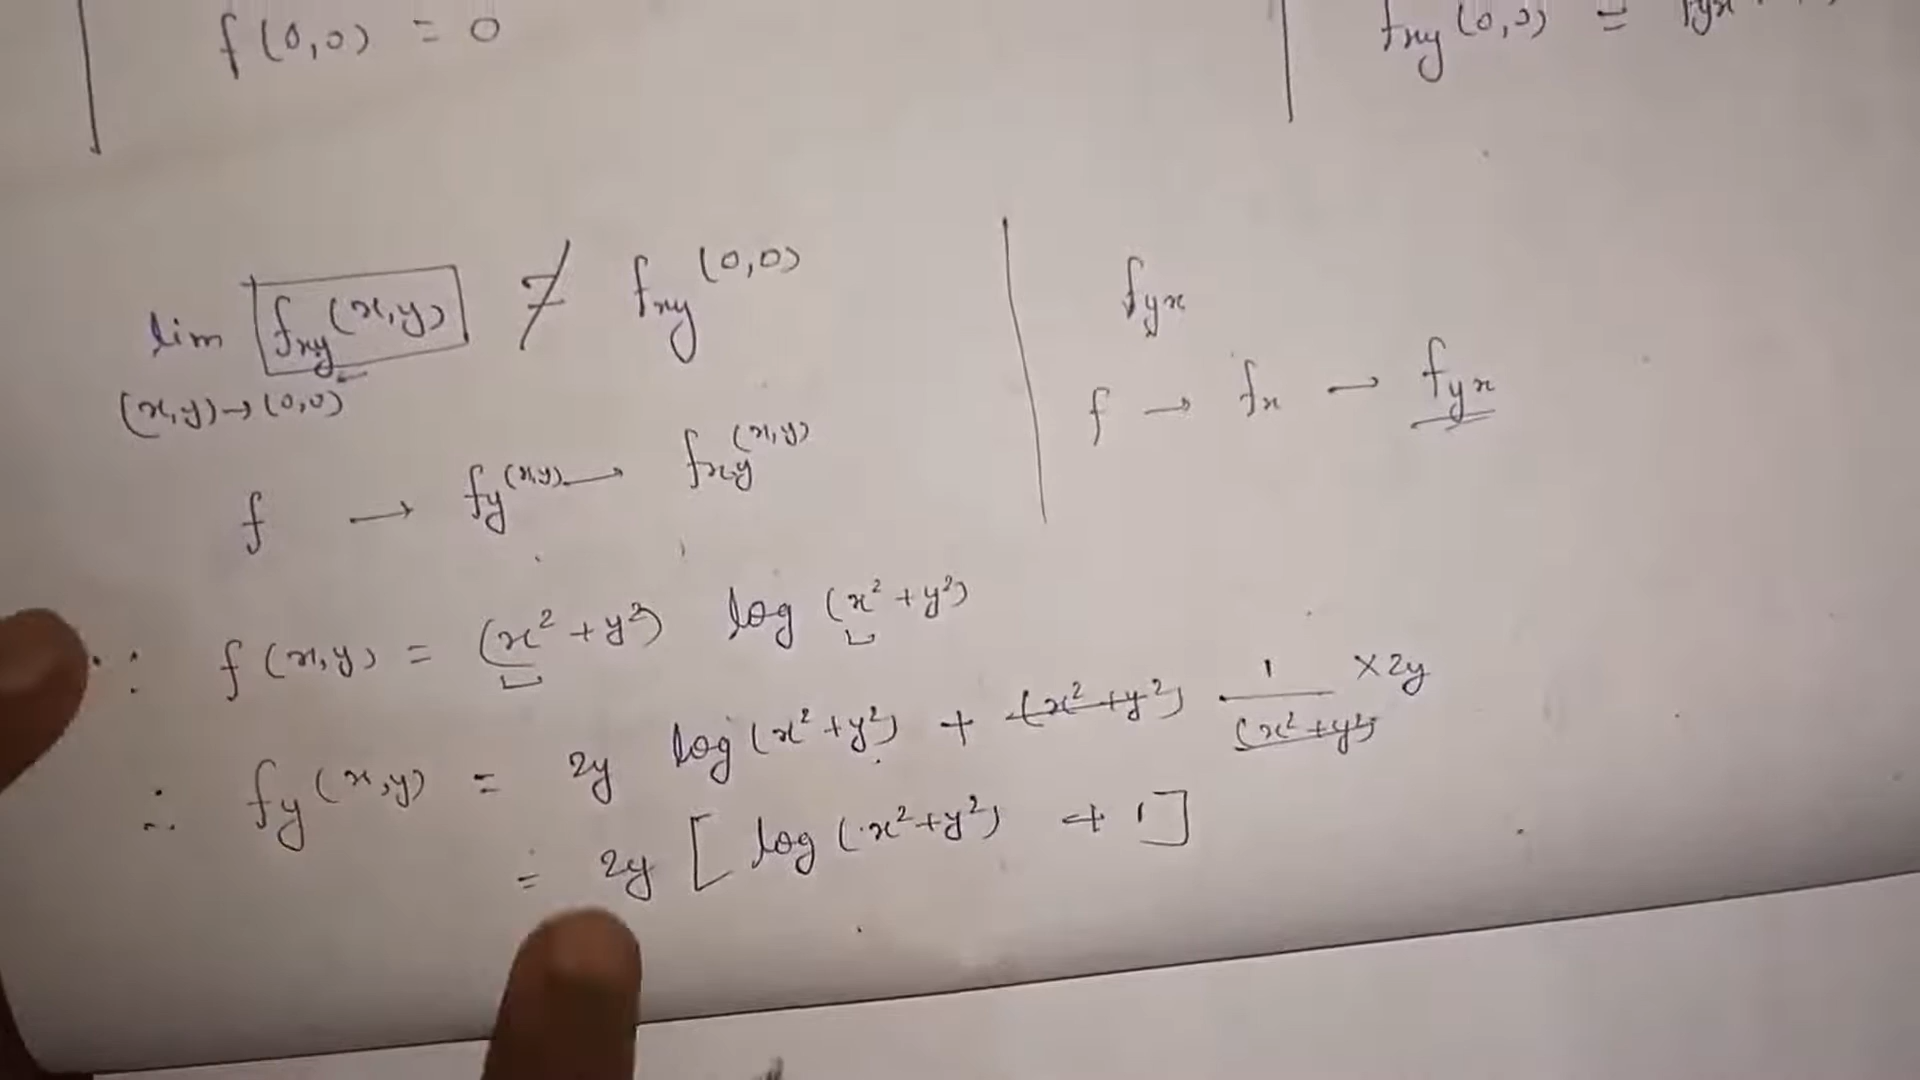 f(0,0) = 0
fxy(0,0) = fyx
lim fxy(x,y) ≠ fxy(0,0)
(x,y)→(0,0)
f → fy(x,y) → fxy(x,y)
fyx
f → fx → fyx
∵ f(x,y) = (x²+y²) log (x²+y²)
∴ fy(x,y) = 2y log(x²+y²) + (x²+y²) 1/(x²+y²) × 2y
= 2y [log(x²+y²) + 1]